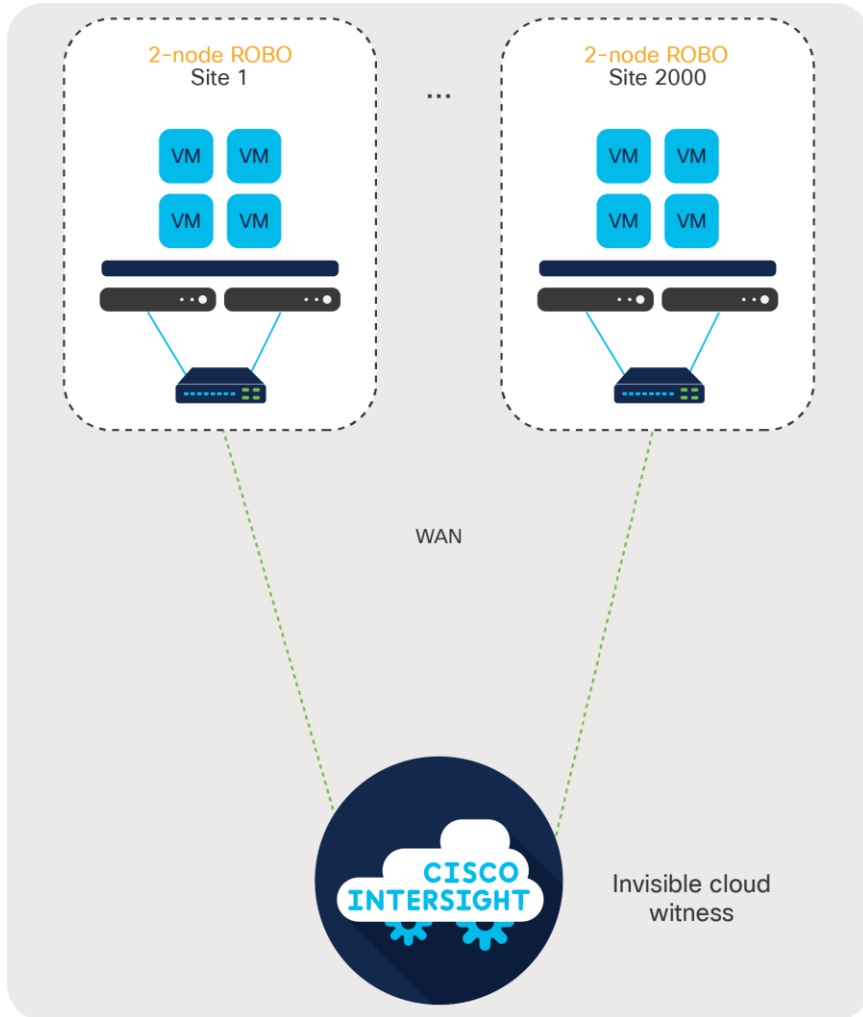 2-node ROBO
Site 1
...
2-node ROBO
Site 2000
VM VM
VM VM
VM VM
VM VM
WAN
CISCO
INTERSIGHT
Invisible cloud
witness